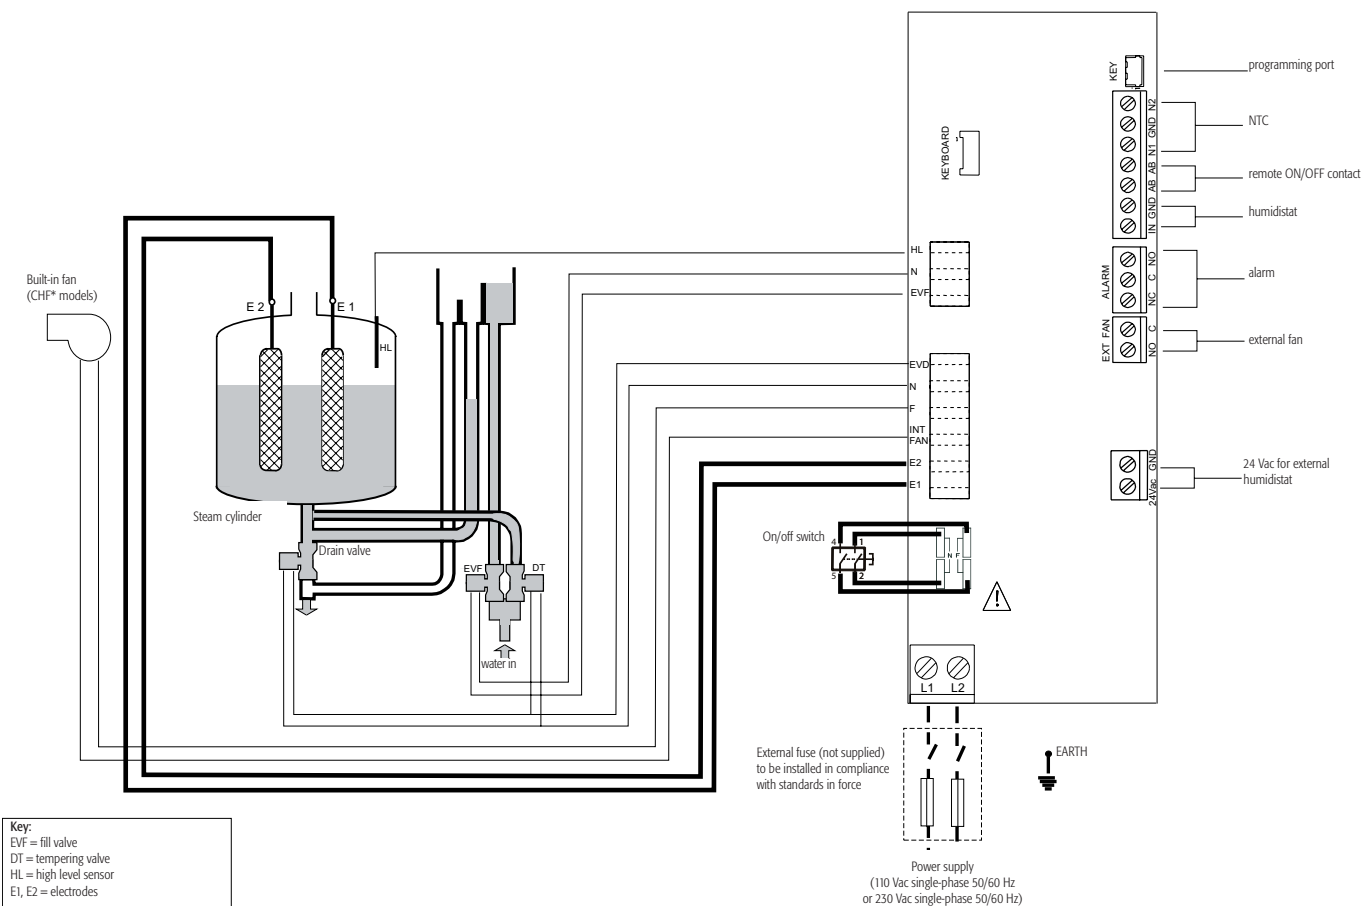 KEY
programming port
N2
GND
N1
NTC
AB
AB
remote ON/OFF contact
GND
IN
humidistat
KEYBOARD
ALARM
NO
C
NC
alarm
EXT FAN
C
NO
external fan
GND
24Vac
24 Vac for external
humidistat
HL
N
EVF
EVD
N
F
INT
FAN
E2
E1
Built-in fan
(CHF* models)
E 2
E 1
HL
Steam cylinder
Drain valve
EVF
DT
water in
On/off switch
4
1
5
2
N
F
L1
L2
External fuse (not supplied)
to be installed in compliance
with standards in force
EARTH
Power supply
(110 Vac single-phase 50/60 Hz
or 230 Vac single-phase 50/60 Hz)
Key:
EVF = fill valve
DT = tempering valve
HL = high level sensor
E1, E2 = electrodes